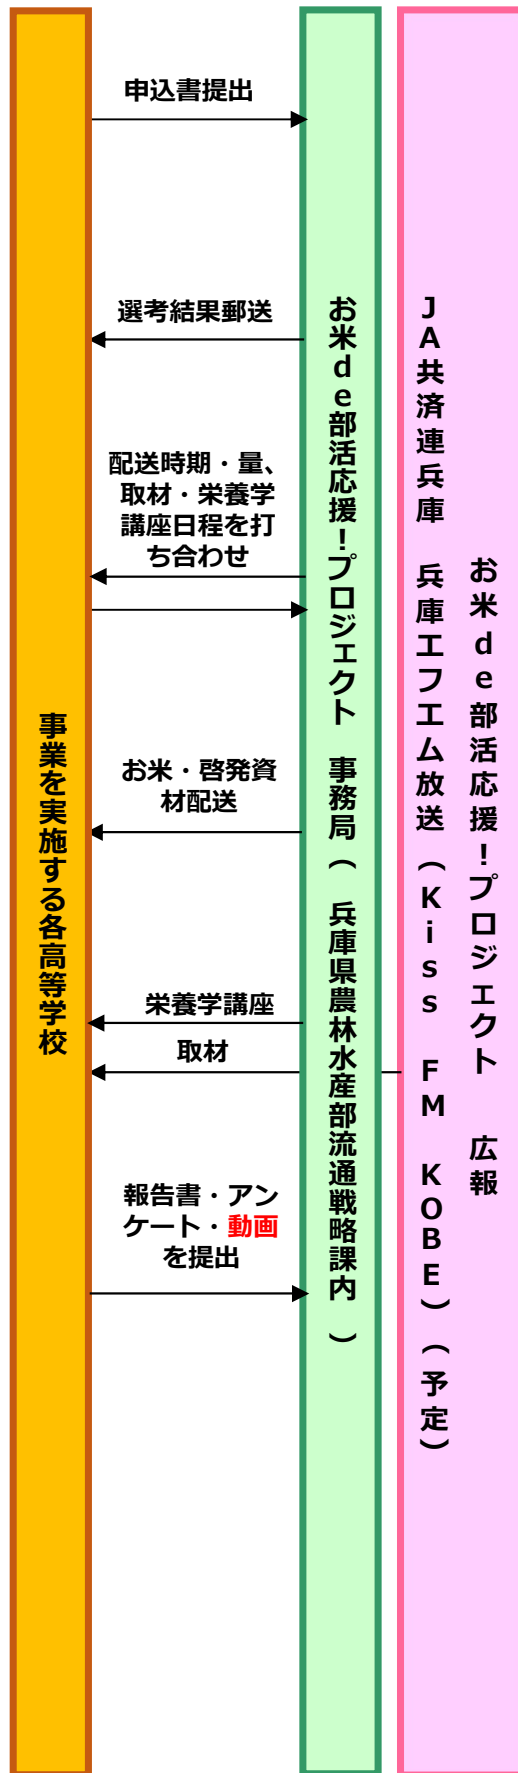 申込書提出
選考結果郵送
配送時期・量、
取材・栄養学
講座日程を打
ち合わせ
お米・啓発資
材配送
栄養学講座
取材
報告書・アン
ケート・動画
を提出
事業を実施する各高等学校
お米de部活応援！プロジェクト 事務局（ 兵庫県農林水産部流通戦略課内 ）
お米de部活応援！プロジェクト 広報
JA共済連兵庫 兵庫エフエム放送（Kiss FM KOBE）（予定）